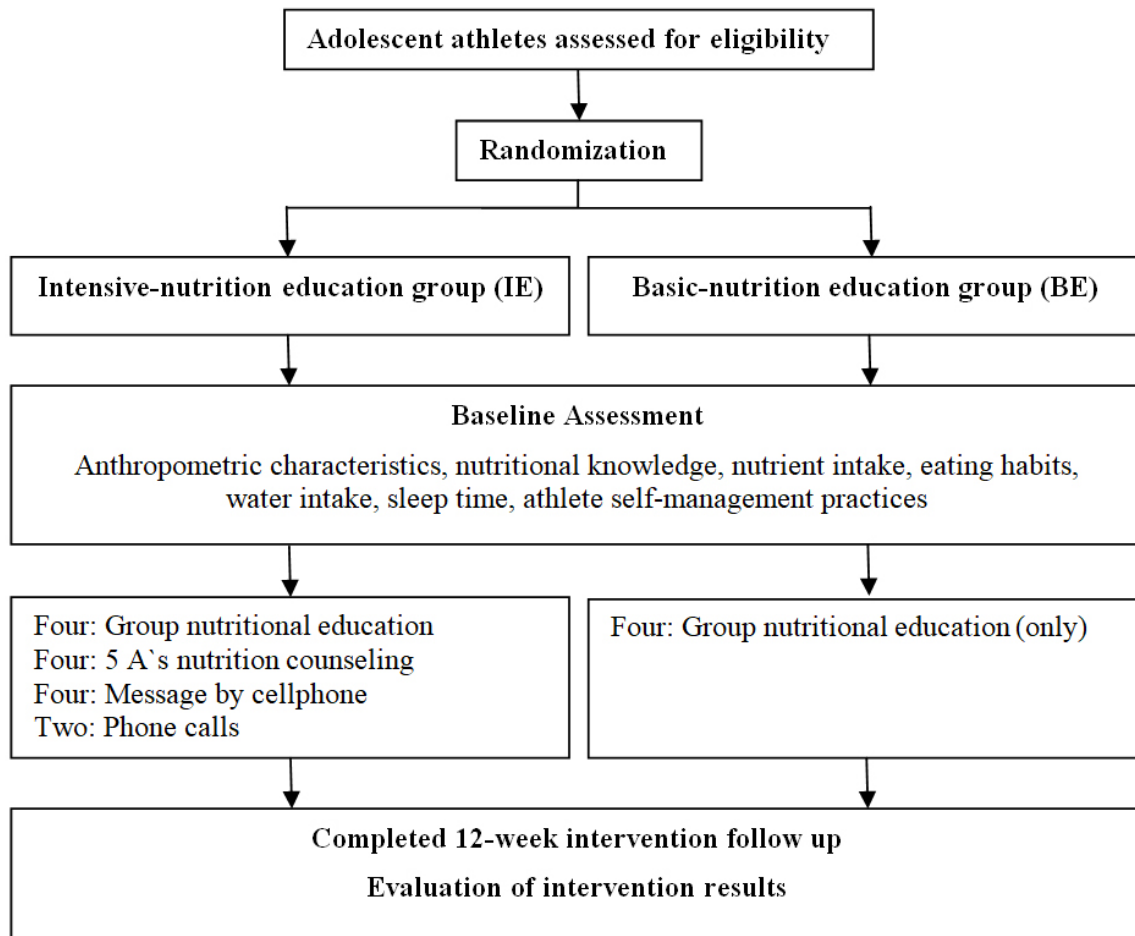 Adolescent athletes assessed for eligibility
Randomization
Intensive-nutrition education group (IE)
Basic-nutrition education group (BE)
Baseline Assessment
Anthropometric characteristics, nutritional knowledge, nutrient intake, eating habits,
water intake, sleep time, athlete self-management practices
Four: Group nutritional education
Four: 5 A`s nutrition counseling
Four: Message by cellphone
Two: Phone calls
Four: Group nutritional education (only)
Completed 12-week intervention follow up
Evaluation of intervention results